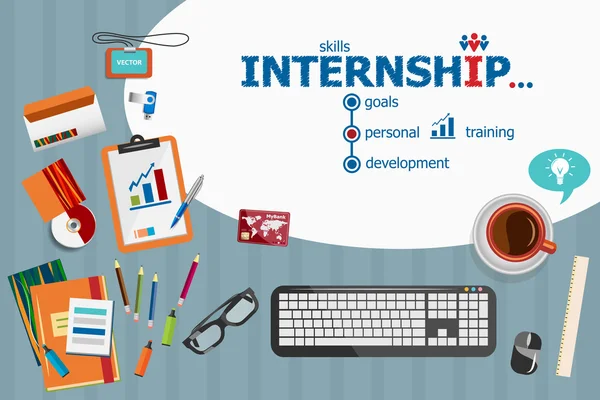 skills
INTERNSHIP...
goals
personal training
development
VECTOR
MyBank